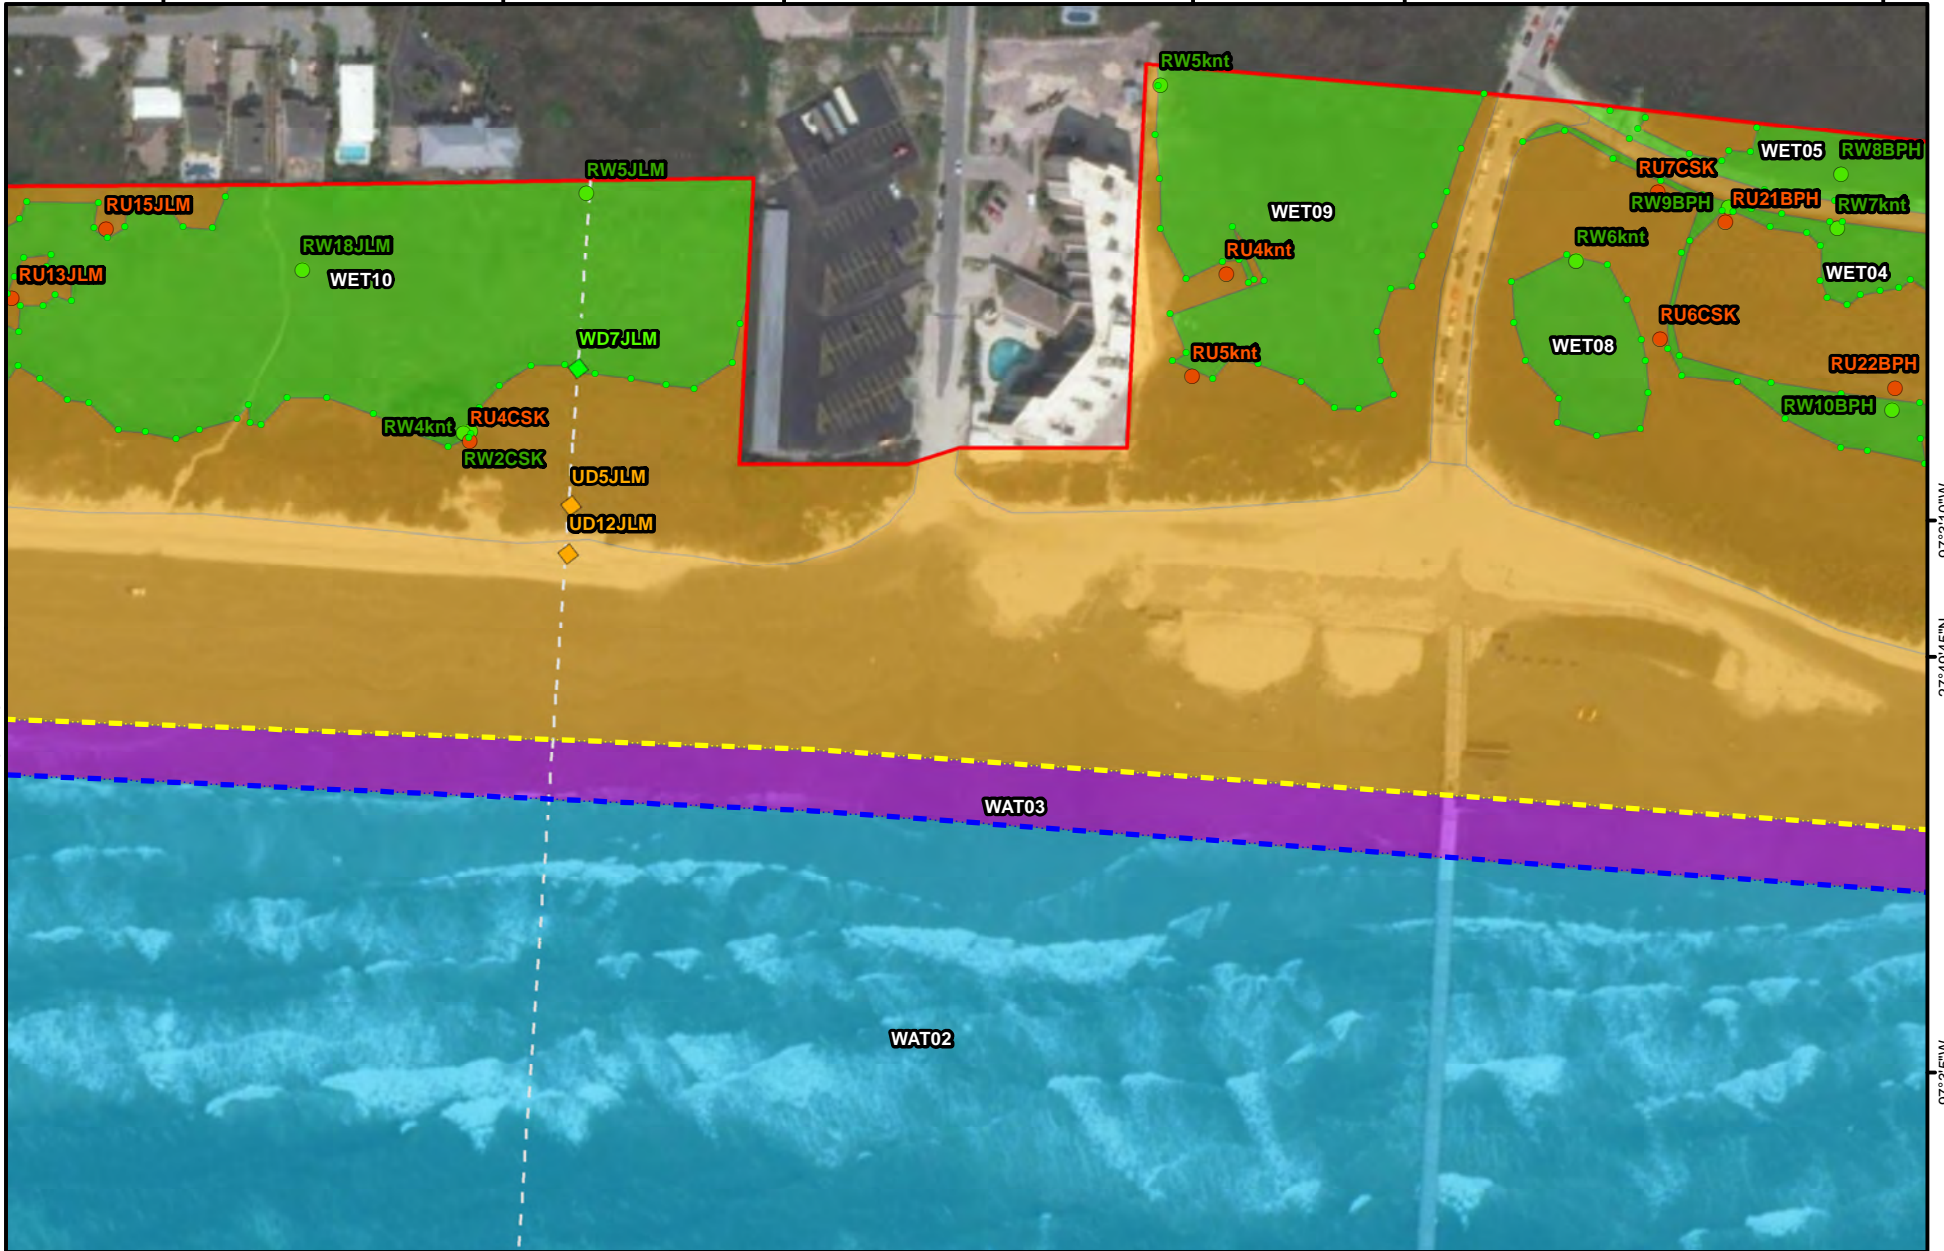 RW5knt
RW5JLM
WET05
RW8BPH
RU7CSK
RU15JLM
RW9BPH
RU21BPH
RW7knt
WET09
RW18JLM
RU4knt
RW6knt
RU13JLM
WET10
WET04
RU6CSK
WD7JLM
WET08
RU5knt
RU22BPH
RW10BPH
RU4CSK
RW4knt
RW2CSK
UD5JLM
UD12JLM
WAT03
WAT02